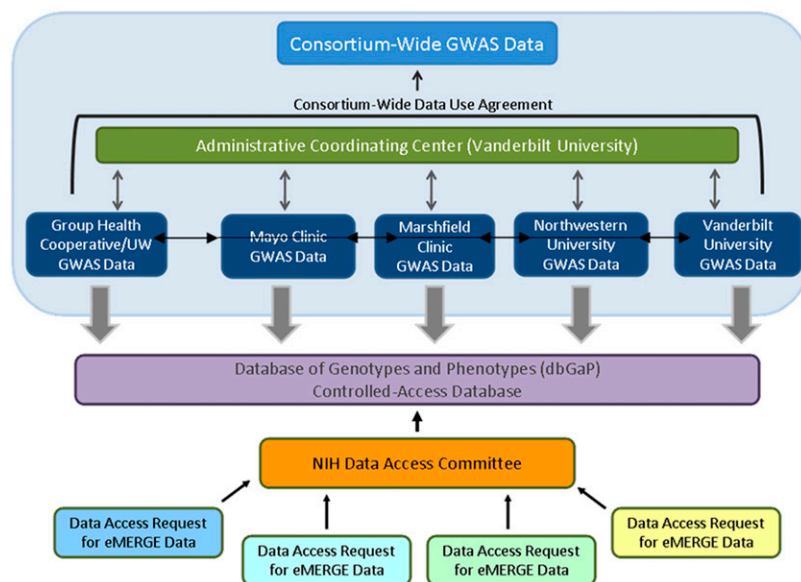 Consortium-Wide GWAS Data
Consortium-Wide Data Use Agreement
Administrative Coordinating Center (Vanderbilt University)
Group Health
Cooperative/UW
GWAS Data
Mayo Clinic
GWAS Data
Marshfield
Clinic
GWAS Data
Northwestern
University
GWAS Data
Vanderbilt
University
GWAS Data
Database of Genotypes and Phenotypes (dbGaP)
Controlled-Access Database
NIH Data Access Committee
Data Access Request
for eMERGE Data
Data Access Request
for eMERGE Data
Data Access Request
for eMERGE Data
Data Access Request
for eMERGE Data